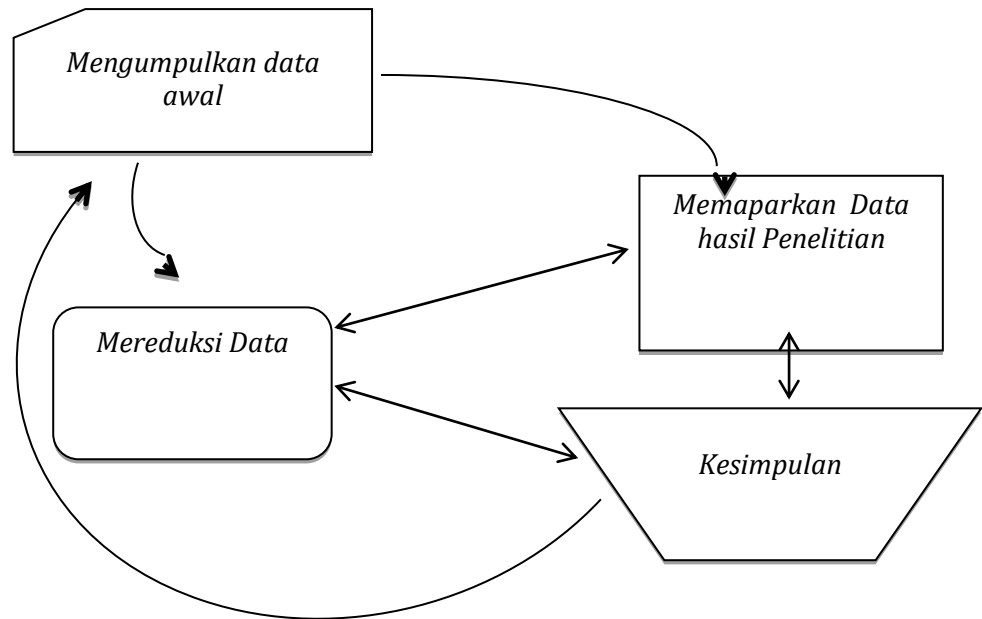 Mengumpulkan data
awal
Memaparkan Data
hasil Penelitian
Mereduksi Data
Kesimpulan